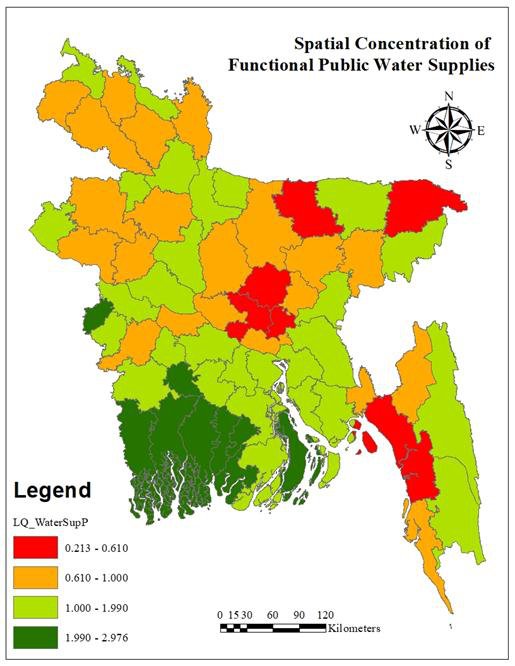 Spatial Concentration of
Functional Public Water Supplies
N
W E
S
Legend
LQ_WaterSupP
0.213 - 0.610
0.610 - 1.000
1.000 - 1.990
1.990 - 2.976
0 15 30 60 90 120
Kilometers